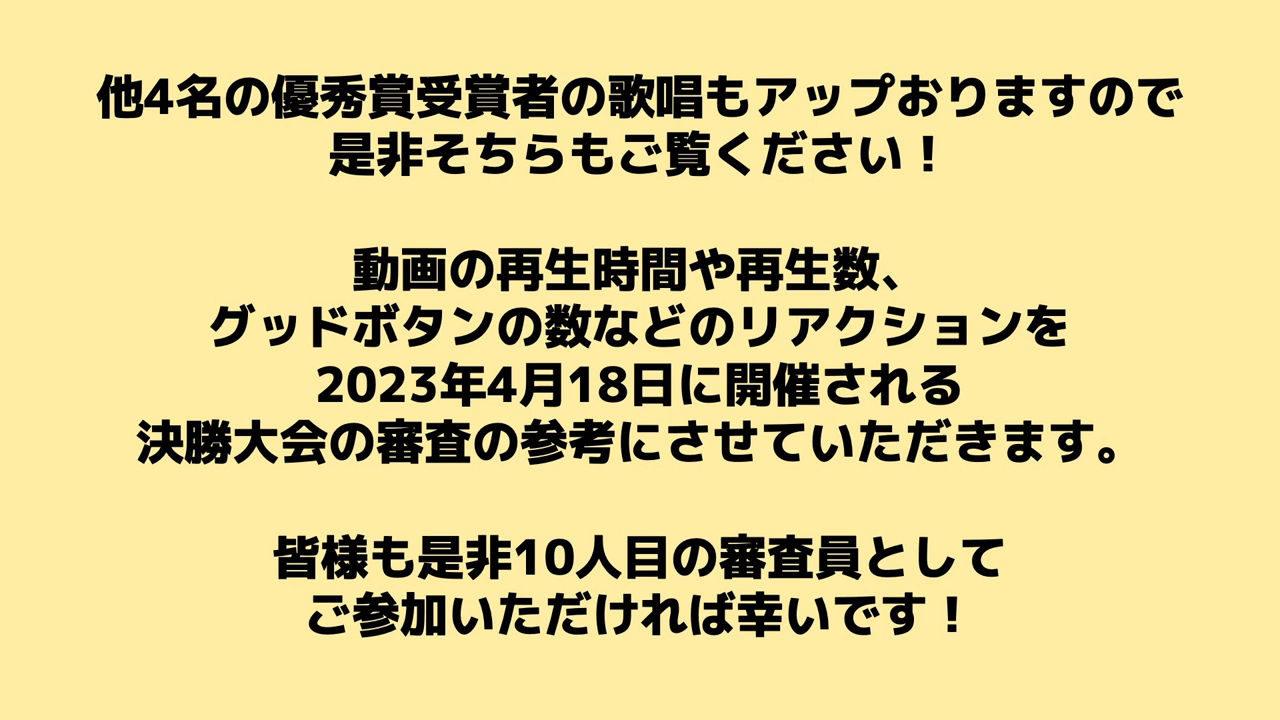 他4名の優秀賞受賞者の歌唱もアップおりますので
是非そちらもご覧ください！
動画の再生時間や再生数、
グッドボタンの数などのリアクションを
2023年4月18日に開催される
決勝大会の審査の参考にさせていただきます。
皆様も是非10人目の審査員として
ご参加いただければ幸いです！